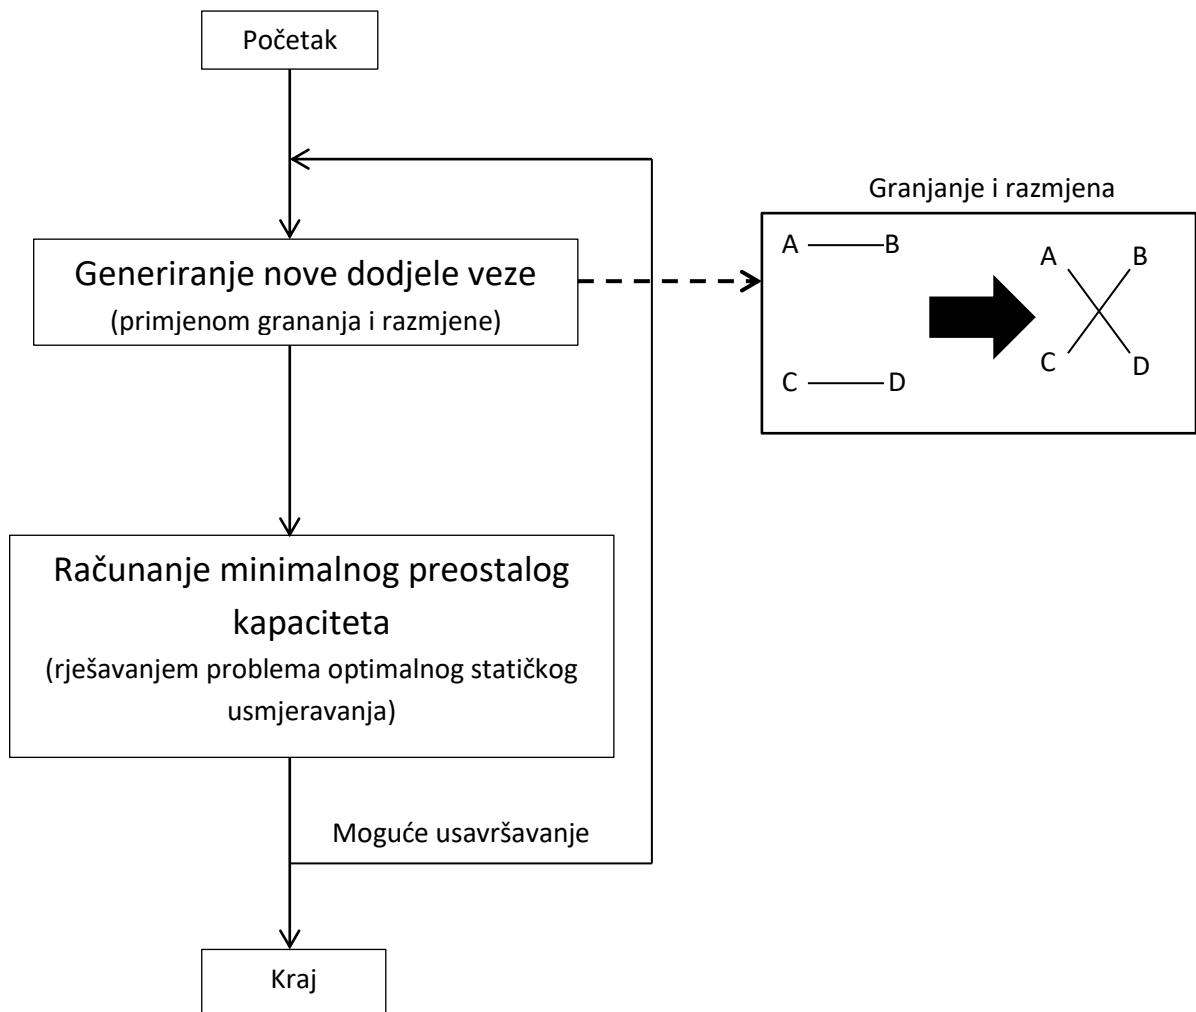 Početak
Generiranje nove dodjele veze
(primjenom grananja i razmjene)
Granjanje i razmjena
A B
C D
A B
C D
Računanje minimalnog preostalog
kapaciteta
(rješavanjem problema optimalnog statičkog
usmjeravanja)
Moguće usavršavanje
Kraj